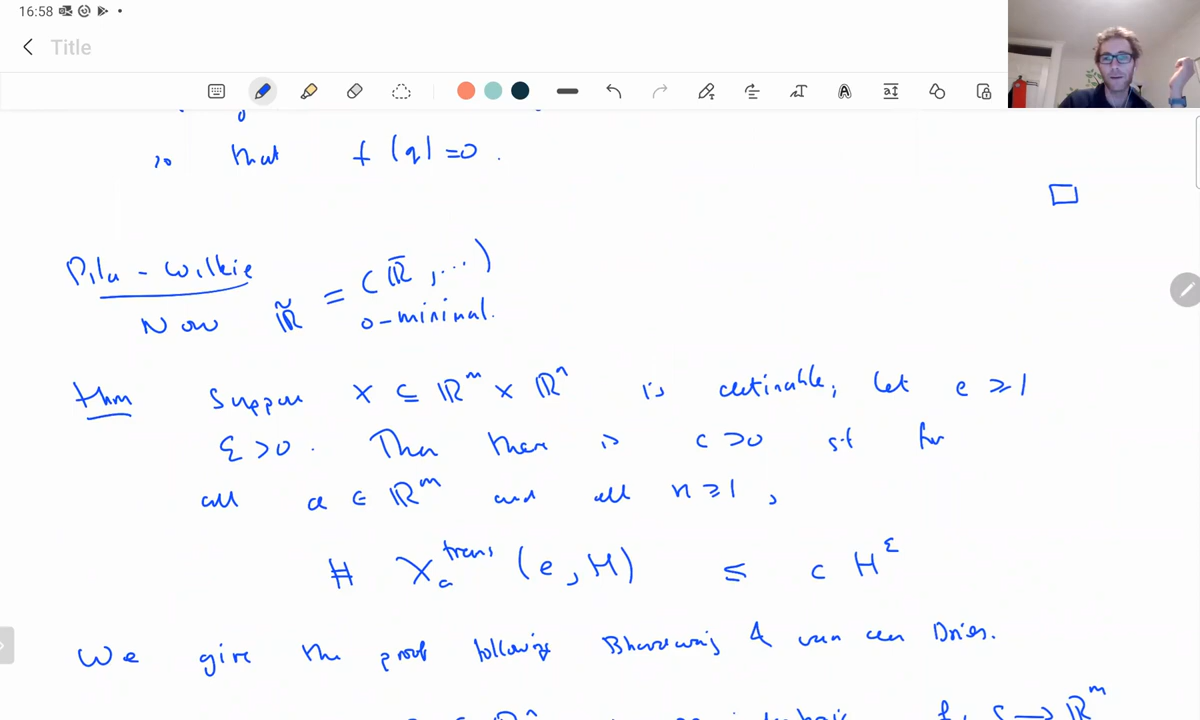 16:58
Title
so that f(q)=0.
□
Pila-Wilkie
Now ℝ̃ = (ℝ̄, ...)
o-minimal.
Thm Suppose X ⊆ ℝ^m × ℝ^n is definable, let e ≥ 1
ε > 0. Then there is c > 0 s.t for
all a ∈ ℝ^m and all n ≥ 1,
# X_a^trans (e, H) ≤ c H^ε
We give the proof following Bhardwaj & van den Dries.
⊆ ℝ^n f: S → ℝ^m